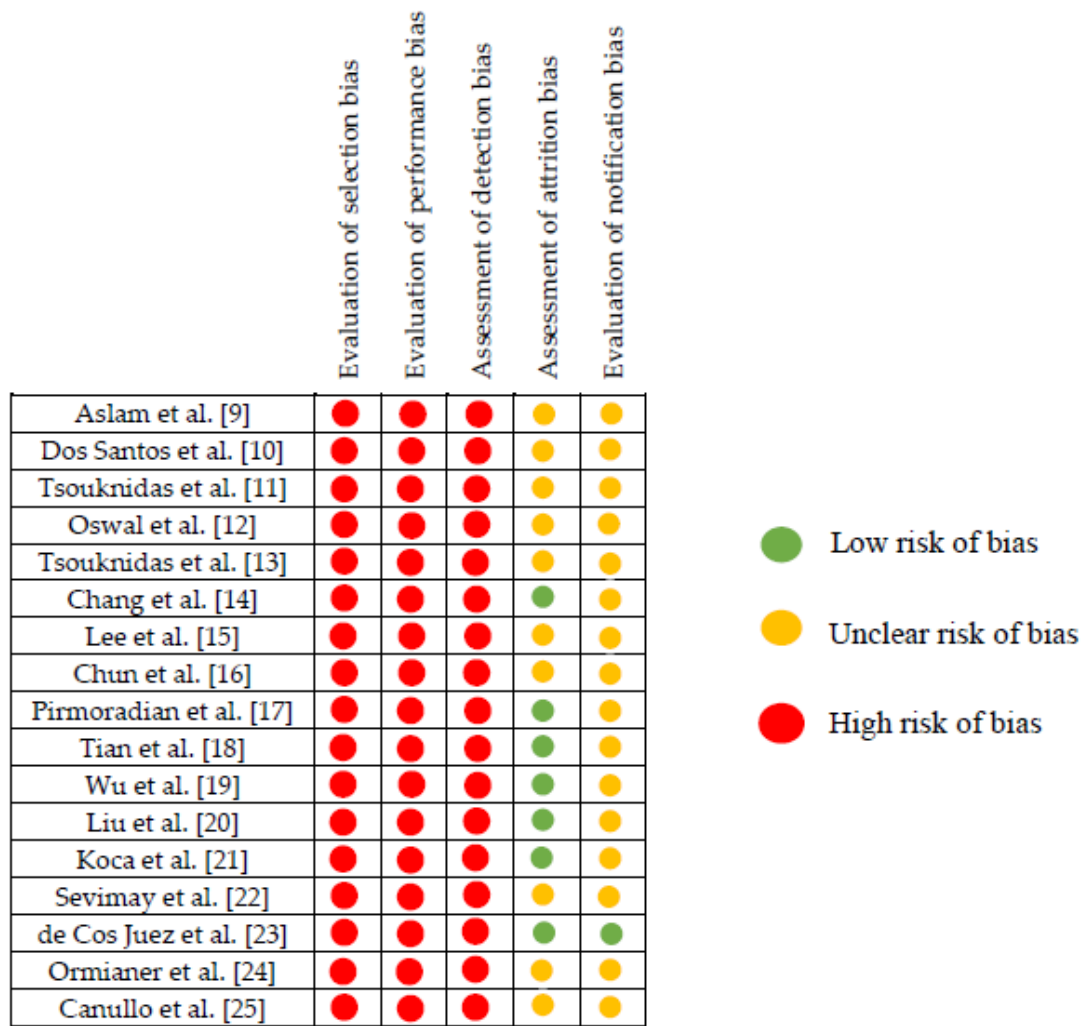 Evaluation of selection bias
Evaluation of performance bias
Assessment of detection bias
Assessment of attrition bias
Evaluation of notification bias
Aslam et al. [9]
Dos Santos et al. [10]
Tsouknidas et al. [11]
Oswal et al. [12]
Tsouknidas et al. [13]
Chang et al. [14]
Lee et al. [15]
Chun et al. [16]
Pirmoradian et al. [17]
Tian et al. [18]
Wu et al. [19]
Liu et al. [20]
Koca et al. [21]
Sevimay et al. [22]
de Cos Juez et al. [23]
Ormianer et al. [24]
Canullo et al. [25]
Low risk of bias
Unclear risk of bias
High risk of bias